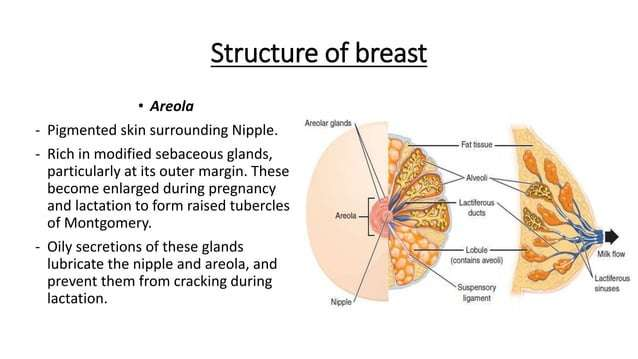 Structure of breast
• Areola
- Pigmented skin surrounding Nipple.
- Rich in modified sebaceous glands,
particularly at its outer margin. These
become enlarged during pregnancy
and lactation to form raised tubercles
of Montgomery.
- Oily secretions of these glands
lubricate the nipple and areola, and
prevent them from cracking during
lactation.
Areolar glands
Areola
Nipple
Fat tissue
Alveoli
Lactiferous
ducts
Lobule
(contains aveoli)
Suspensory
ligament
Milk flow
Lactiferous
sinuses